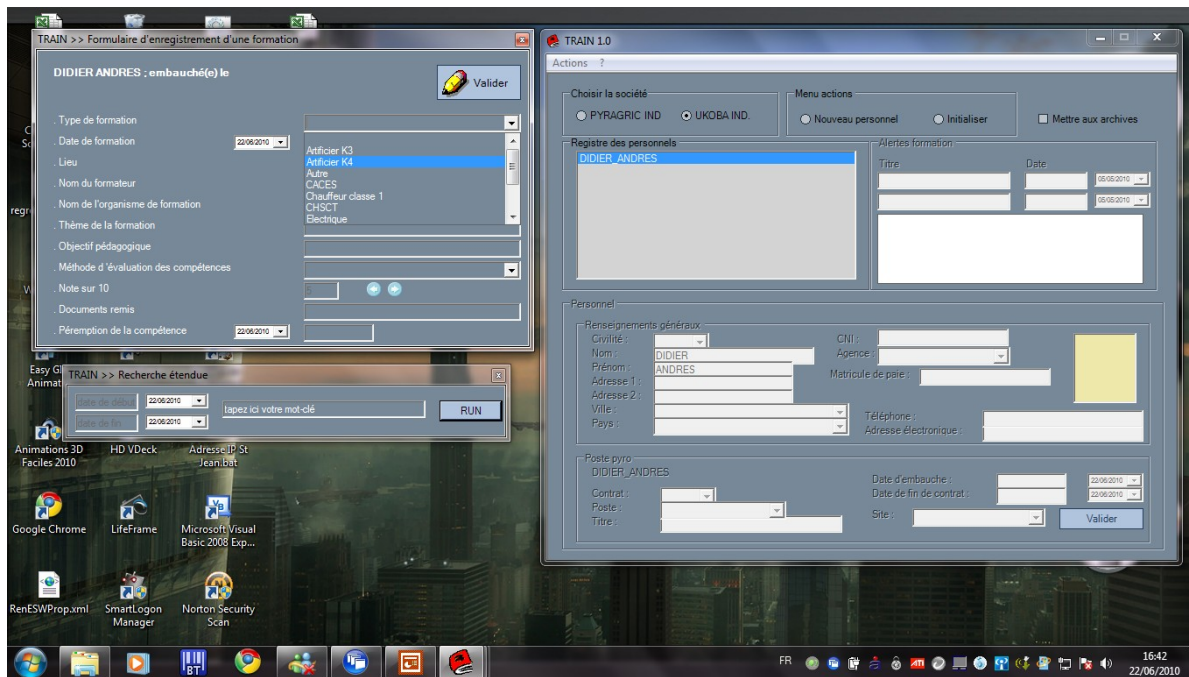 TRAIN >> Formulaire d'enregistrement d'une formation
DIDIER ANDRES ; embauché(e) le
Valider
. Type de formation
. Date de formation
22/06/2010
. Lieu
. Nom du formateur
. Nom de l'organisme de formation
. Thème de la formation
. Objectif pédagogique
. Méthode d 'évaluation des compétences
. Note sur 10
5
. Documents remis
. Péremption de la compétence
22/06/2010
Artificier K3
Artificier K4
Autre
CACES
Chauffeur classe 1
CHSCT
Electrique
TRAIN >> Recherche étendue
date de début
22/06/2010
tapez ici votre mot-clé
RUN
date de fin
22/06/2010
TRAIN 1.0
Actions ?
Choisir la société
PYRAGRIC IND
UKOBA IND.
Menu actions
Nouveau personnel
Initialiser
Mettre aux archives
Registre des personnels
DIDIER_ANDRES
Alertes formation
Titre
Date
05/05/2010
05/05/2010
Personnel
Renseignements généraux
Civilité :
Nom :
DIDIER
Prénom :
ANDRES
Adresse 1 :
Adresse 2 :
Ville :
Pays :
CNI :
Agence :
Matricule de paie :
Téléphone :
Adresse électronique :
Poste pyro
DIDIER_ANDRES
Contrat :
Poste :
Titre :
Date d'embauche :
22/06/2010
Date de fin de contrat :
22/06/2010
Site :
Valider
Easy G
Animat
Animations 3D
Faciles 2010
HD VDeck
Adresse IP St
Jean.bat
Google Chrome
LifeFrame
Microsoft Visual
Basic 2008 Exp...
RenESWProp.xml
SmartLogon
Manager
Norton Security
Scan
BT
FR
ATI
16:42
22/06/2010